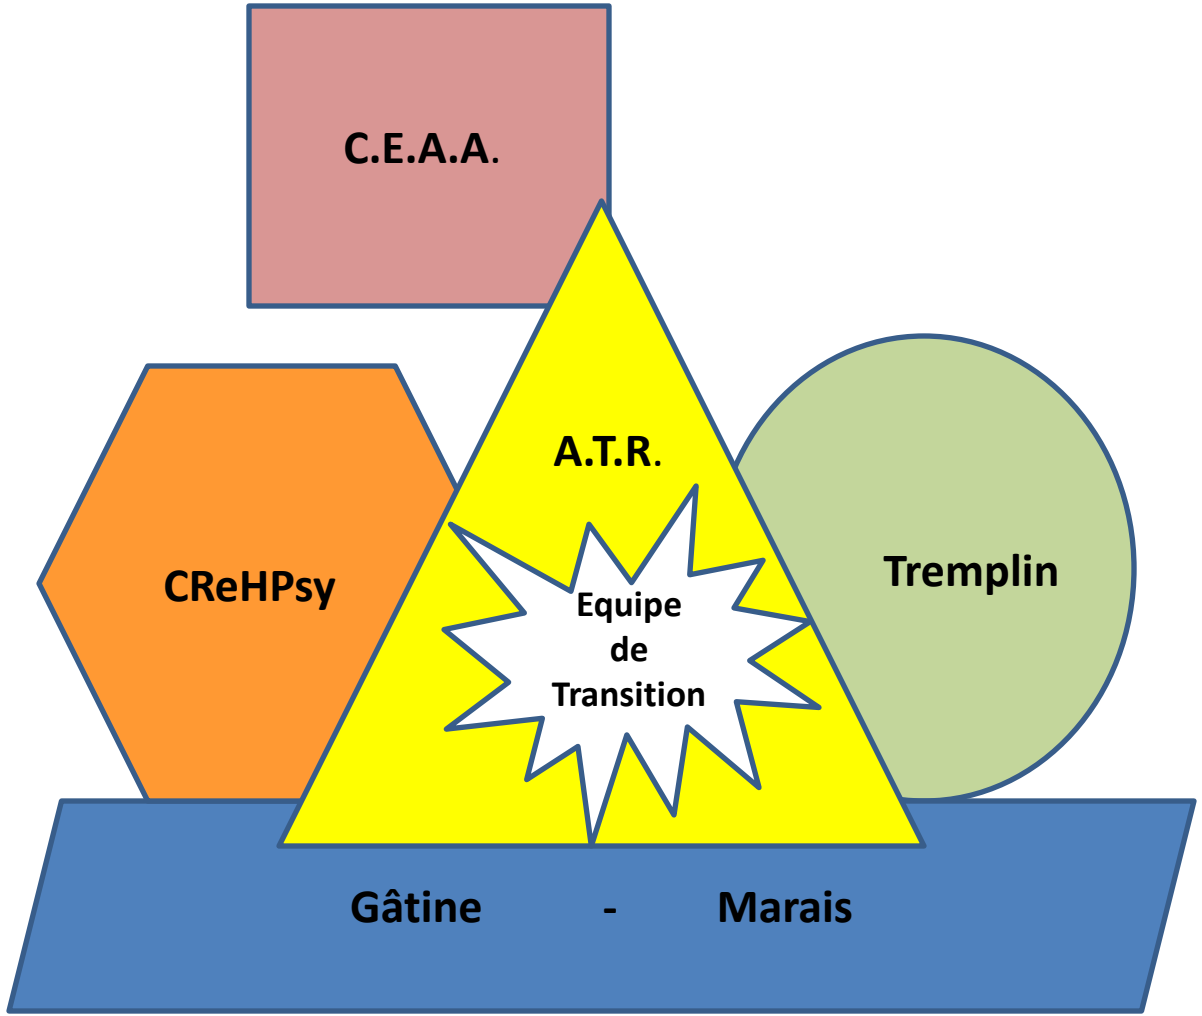 C.E.A.A.
A.T.R.
CReHPsy
Tremplin
Equipe
de
Transition
Gâtine - Marais